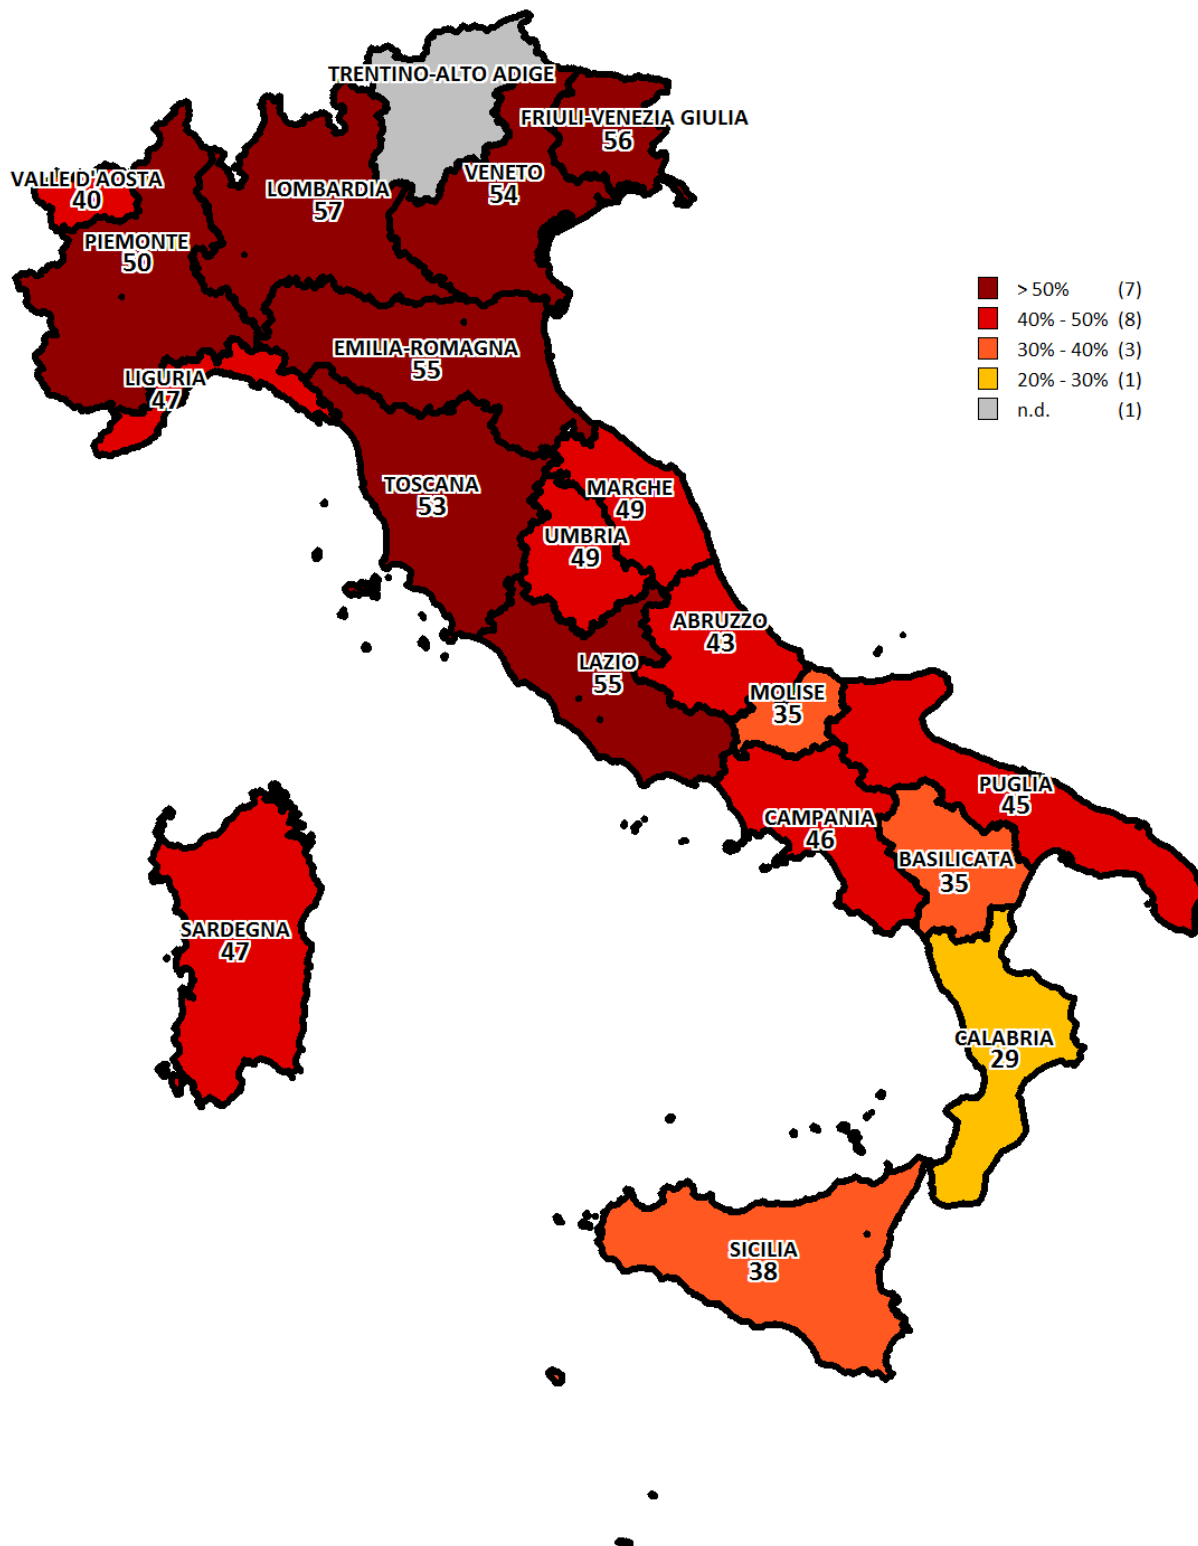 TRENTINO-ALTO ADIGE
FRIULI-VENEZIA GIULIA
56
VALLE D'AOSTA
40
LOMBARDIA
57
VENETO
54
PIEMONTE
50
> 50% (7)
40% - 50% (8)
30% - 40% (3)
20% - 30% (1)
n.d. (1)
EMILIA-ROMAGNA
55
LIGURIA
47
TOSCANA
53
MARCHE
49
UMBRIA
49
ABRUZZO
43
LAZIO
55
MOLISE
35
PUGLIA
45
CAMPANIA
46
BASILICATA
35
SARDEGNA
47
CALABRIA
29
SICILIA
38